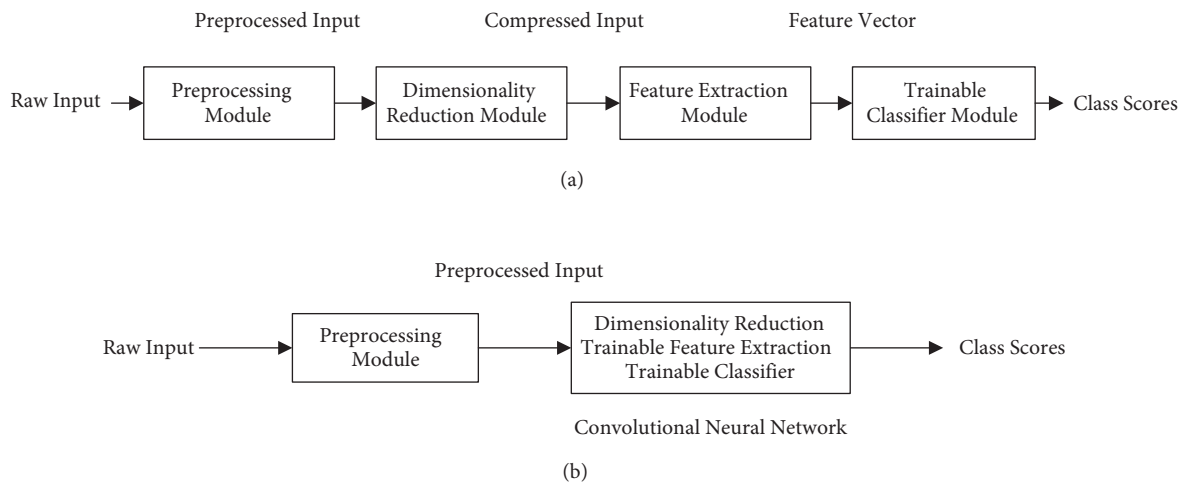 Preprocessed Input
Compressed Input
Feature Vector
Raw Input
Preprocessing
Module
Dimensionality
Reduction Module
Feature Extraction
Module
Trainable
Classifier Module
Class Scores
(a)
Preprocessed Input
Raw Input
Preprocessing
Module
Dimensionality Reduction
Trainable Feature Extraction
Trainable Classifier
Class Scores
Convolutional Neural Network
(b)